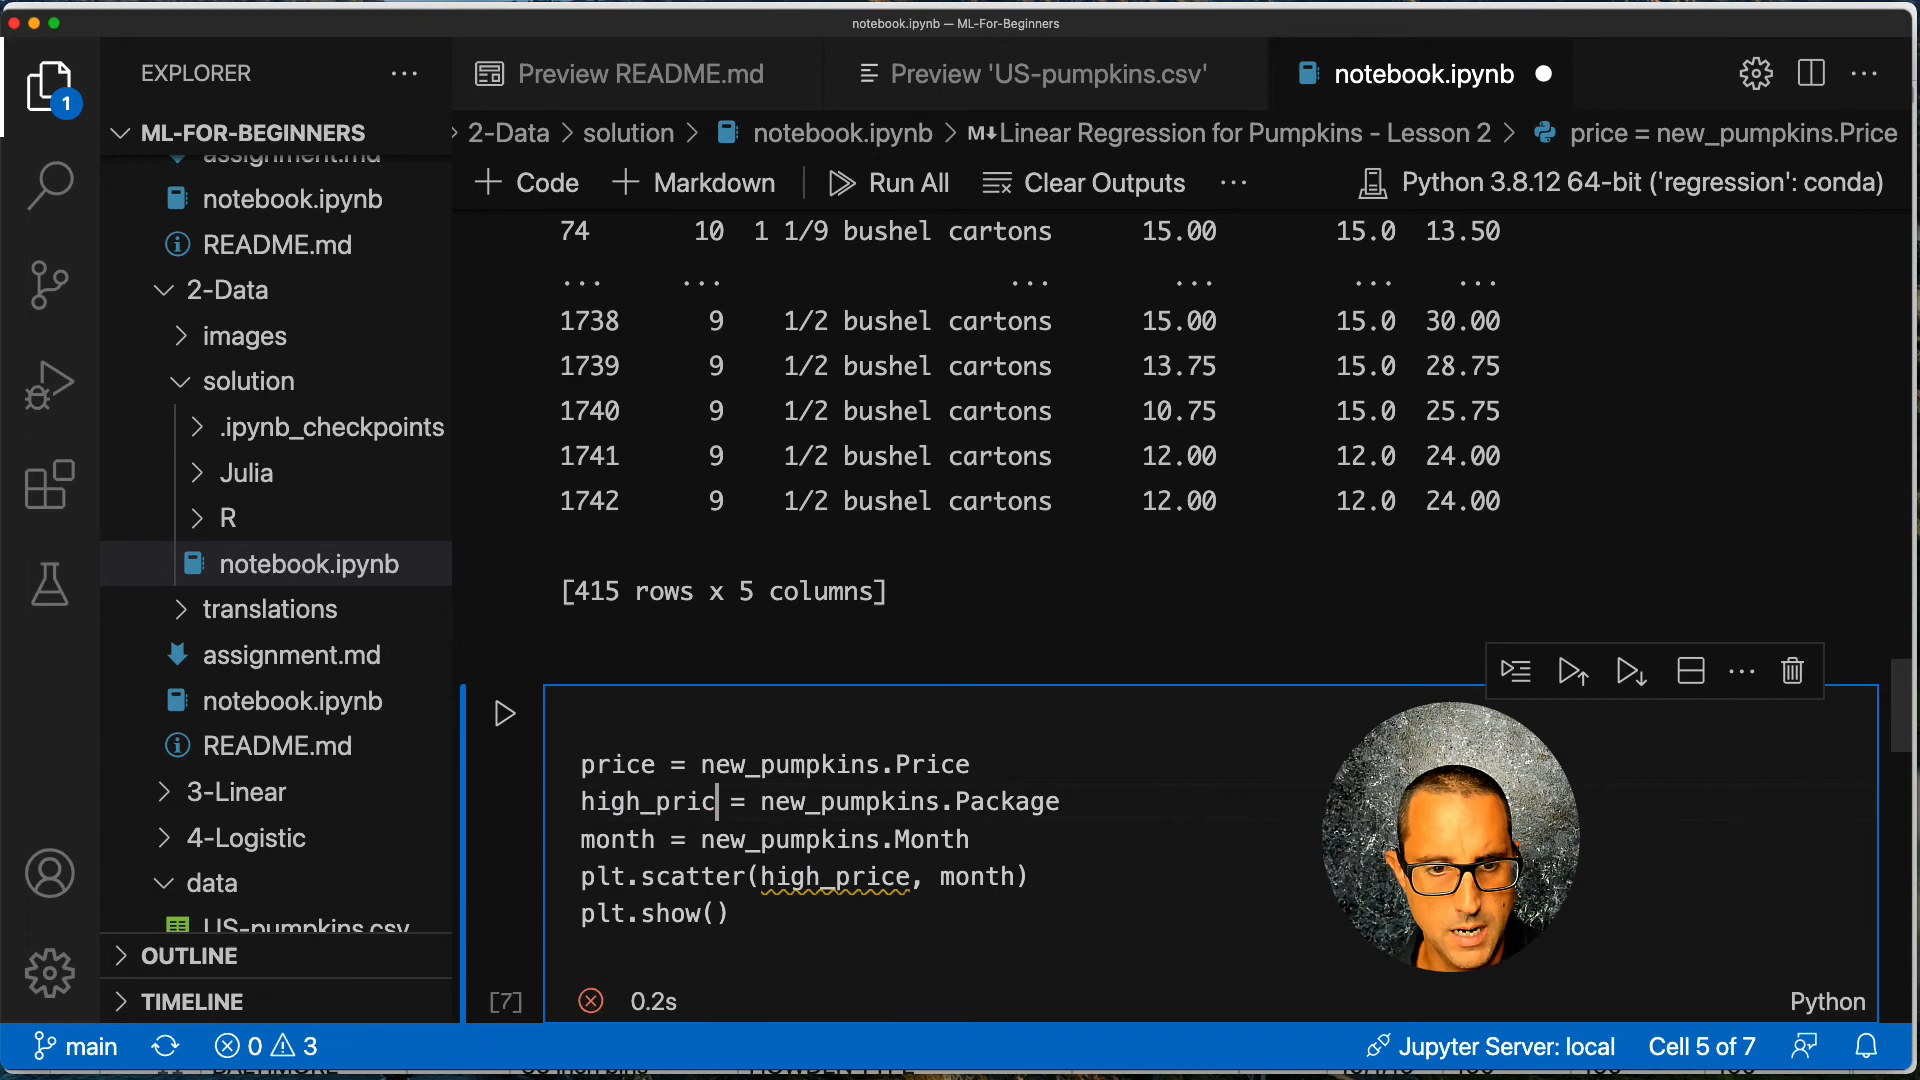 notebook.ipynb — ML-For-Beginners
EXPLORER
1
ML-FOR-BEGINNERS
assignment.md
notebook.ipynb
README.md
2-Data
images
solution
.ipynb_checkpoints
Julia
R
notebook.ipynb
translations
assignment.md
notebook.ipynb
README.md
3-Linear
4-Logistic
data
US-pumpkins.csv
OUTLINE
TIMELINE
Preview README.md
Preview 'US-pumpkins.csv'
notebook.ipynb
2-Data > solution > notebook.ipynb > M↓Linear Regression for Pumpkins - Lesson 2 > price = new_pumpkins.Price
+ Code + Markdown Run All Clear Outputs ... Python 3.8.12 64-bit ('regression': conda)
74 10 1 1/9 bushel cartons 15.00 15.0 13.50
... ... ... ... ... ...
1738 9 1/2 bushel cartons 15.00 15.0 30.00
1739 9 1/2 bushel cartons 13.75 15.0 28.75
1740 9 1/2 bushel cartons 10.75 15.0 25.75
1741 9 1/2 bushel cartons 12.00 12.0 24.00
1742 9 1/2 bushel cartons 12.00 12.0 24.00
[415 rows x 5 columns]
price = new_pumpkins.Price
high_pric = new_pumpkins.Package
month = new_pumpkins.Month
plt.scatter(high_price, month)
plt.show()
[7] 0.2s Python
main 0 3 Jupyter Server: local Cell 5 of 7